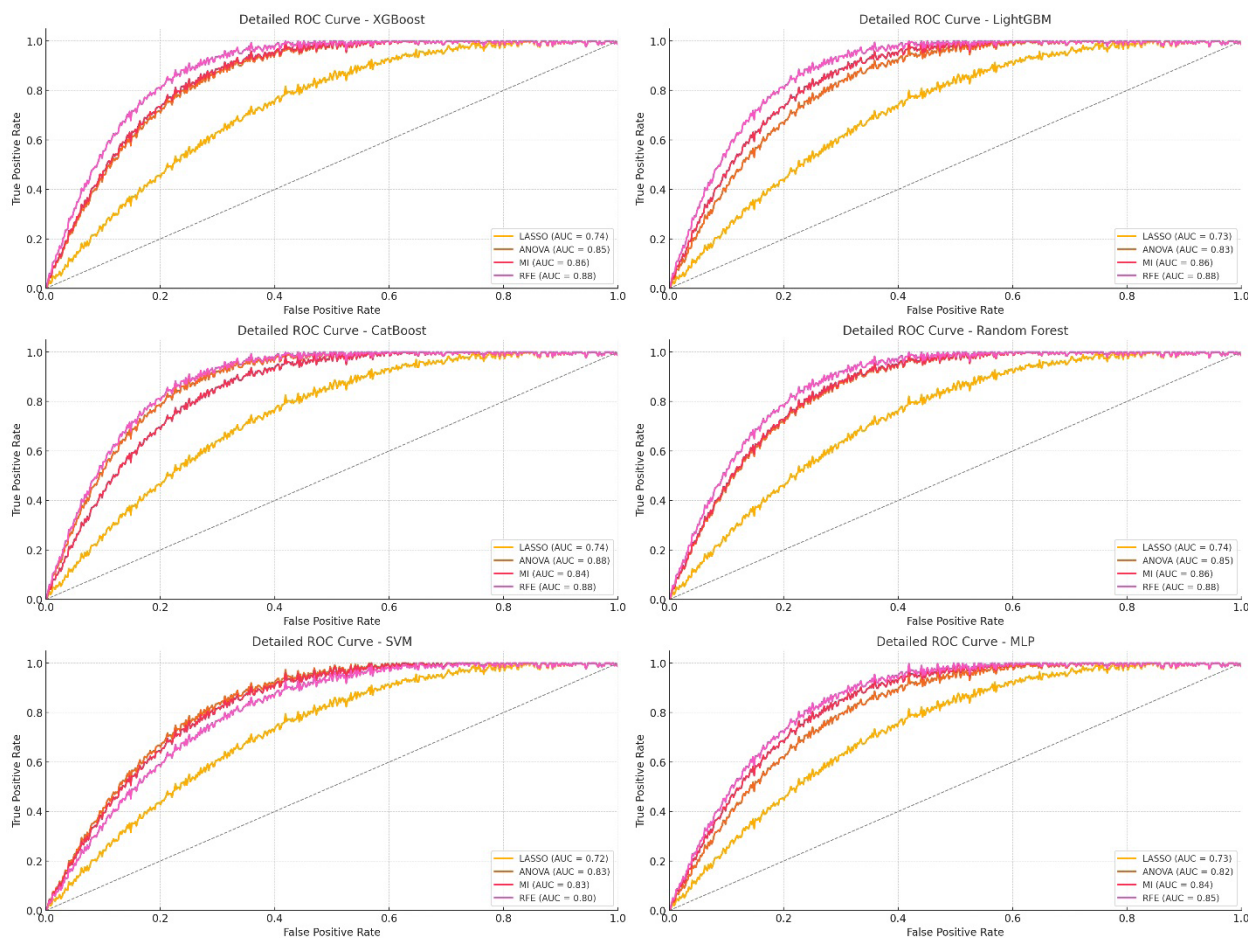 Detailed ROC Curve - XGBoost
True Positive Rate
1.0
0.8
0.6
0.4
0.2
0.0
LASSO (AUC = 0.74)
ANOVA (AUC = 0.85)
MI (AUC = 0.86)
RFE (AUC = 0.88)
0.0 0.2 0.4 0.6 0.8 1.0
False Positive Rate
Detailed ROC Curve - LightGBM
True Positive Rate
1.0
0.8
0.6
0.4
0.2
0.0
LASSO (AUC = 0.73)
ANOVA (AUC = 0.83)
MI (AUC = 0.86)
RFE (AUC = 0.88)
0.0 0.2 0.4 0.6 0.8 1.0
False Positive Rate
Detailed ROC Curve - CatBoost
True Positive Rate
1.0
0.8
0.6
0.4
0.2
0.0
LASSO (AUC = 0.74)
ANOVA (AUC = 0.88)
MI (AUC = 0.84)
RFE (AUC = 0.88)
0.0 0.2 0.4 0.6 0.8 1.0
False Positive Rate
Detailed ROC Curve - Random Forest
True Positive Rate
1.0
0.8
0.6
0.4
0.2
0.0
LASSO (AUC = 0.74)
ANOVA (AUC = 0.85)
MI (AUC = 0.86)
RFE (AUC = 0.88)
0.0 0.2 0.4 0.6 0.8 1.0
False Positive Rate
Detailed ROC Curve - SVM
True Positive Rate
1.0
0.8
0.6
0.4
0.2
0.0
LASSO (AUC = 0.72)
ANOVA (AUC = 0.83)
MI (AUC = 0.83)
RFE (AUC = 0.80)
0.0 0.2 0.4 0.6 0.8 1.0
False Positive Rate
Detailed ROC Curve - MLP
True Positive Rate
1.0
0.8
0.6
0.4
0.2
0.0
LASSO (AUC = 0.73)
ANOVA (AUC = 0.82)
MI (AUC = 0.84)
RFE (AUC = 0.85)
0.0 0.2 0.4 0.6 0.8 1.0
False Positive Rate